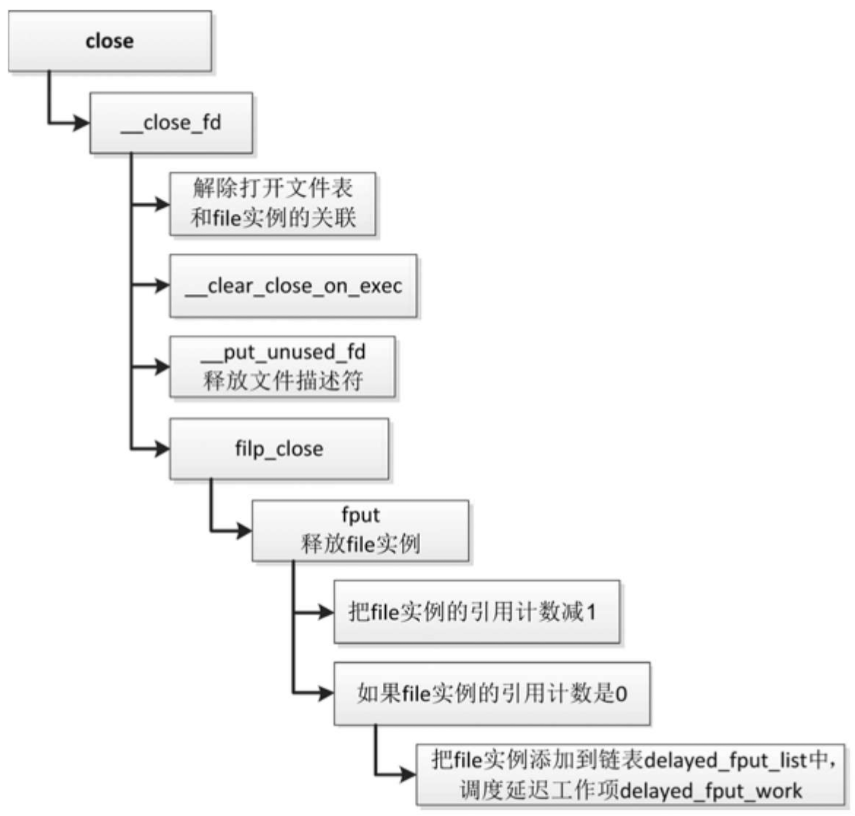 close
__close_fd
解除打开文件表
和file实例的关联
__clear_close_on_exec
__put_unused_fd
释放文件描述符
filp_close
fput
释放file实例
把file实例的引用计数减1
如果file实例的引用计数是0
把file实例添加到链表delayed_fput_list中，
调度延迟工作项delayed_fput_work